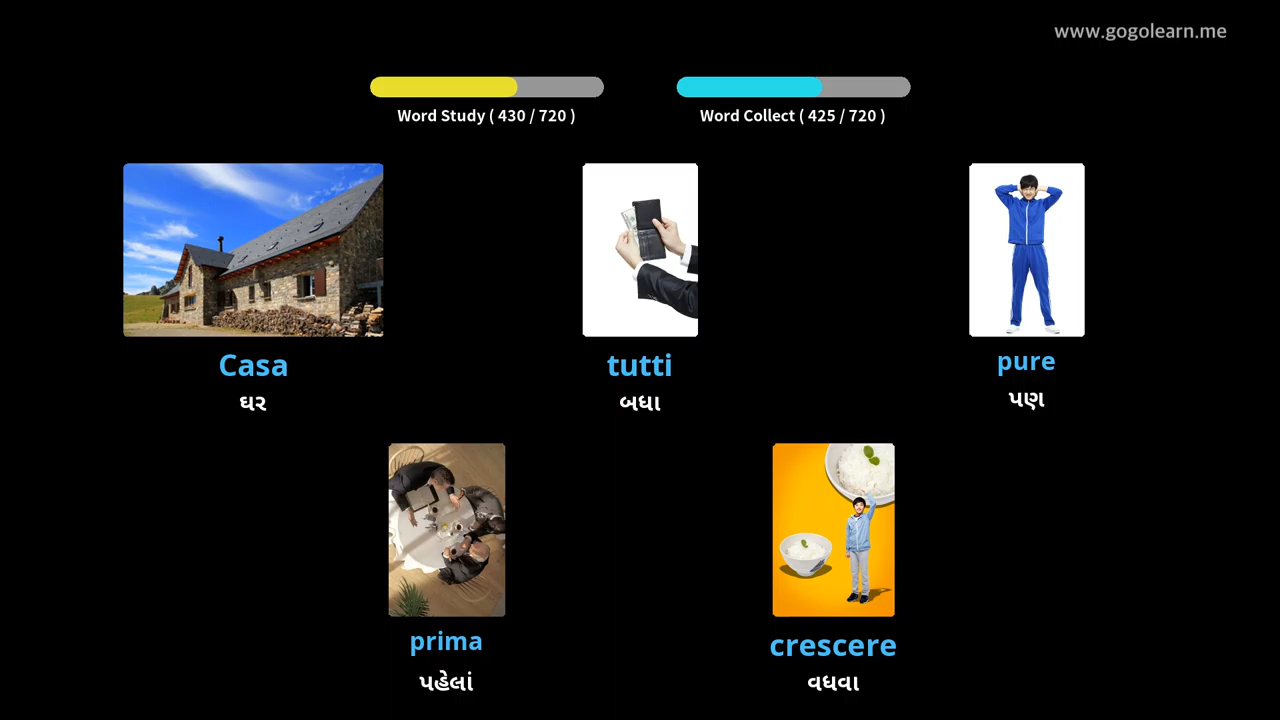 www.gogolearn.me
Word Study ( 430 / 720 )
Word Collect ( 425 / 720 )
Casa
ઘર
tutti
બધા
pure
પણ
prima
પહેલાં
crescere
વધવા